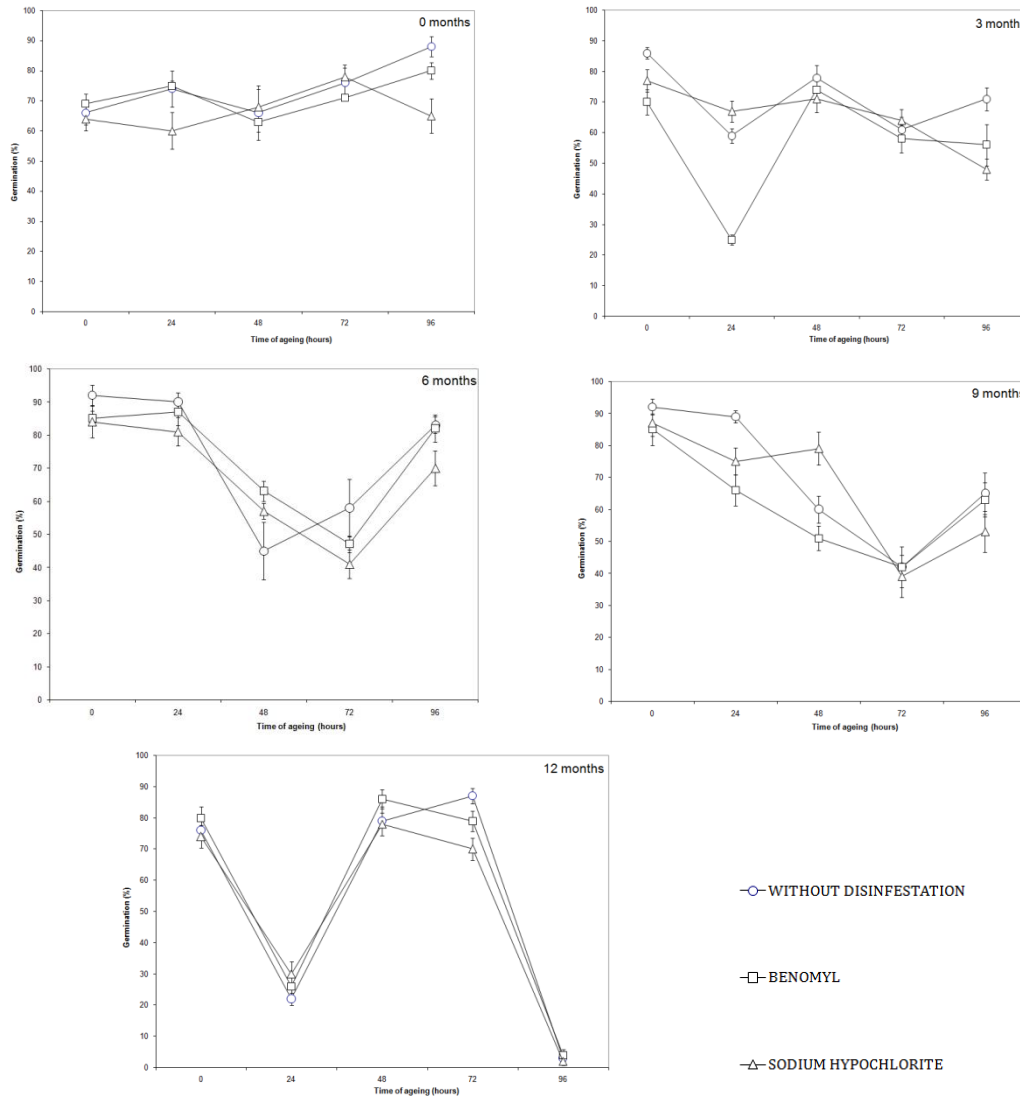 0 months
Germination (%)
100
90
80
70
60
50
40
30
20
10
0
0 24 48 72 96
Time of ageing (hours)
3 months
Germination (%)
100
90
80
70
60
50
40
30
20
10
0
0 24 48 72 96
Time of ageing (hours)
6 months
Germination (%)
100
90
80
70
60
50
40
30
20
10
0
0 24 48 72 96
Time of ageing (hours)
9 months
Germination (%)
100
90
80
70
60
50
40
30
20
10
0
0 24 48 72 96
Time of ageing (hours)
12 months
Germination (%)
100
90
80
70
60
50
40
30
20
10
0
0 24 48 72 96
Time of ageing (hours)
WITHOUT DISINFESTATION
BENOMYL
SODIUM HYPOCHLORITE